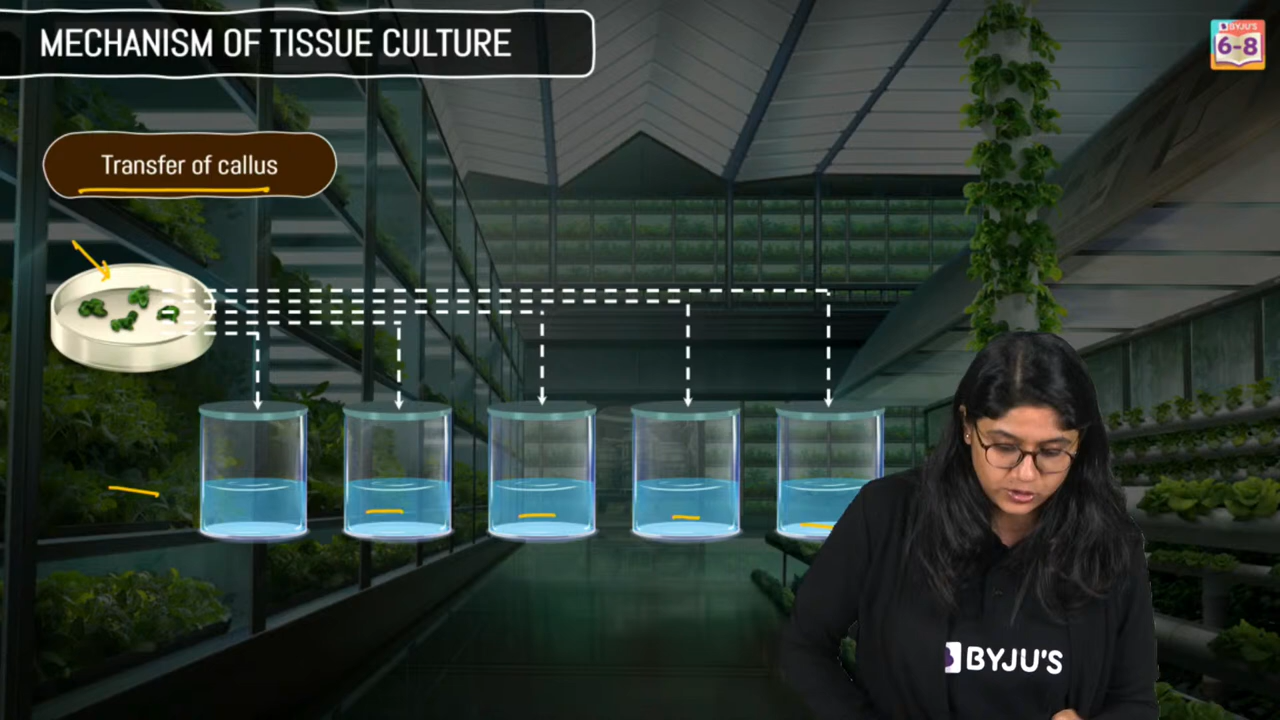 MECHANISM OF TISSUE CULTURE
BYJU'S
6-8
Transfer of callus
BYJU'S